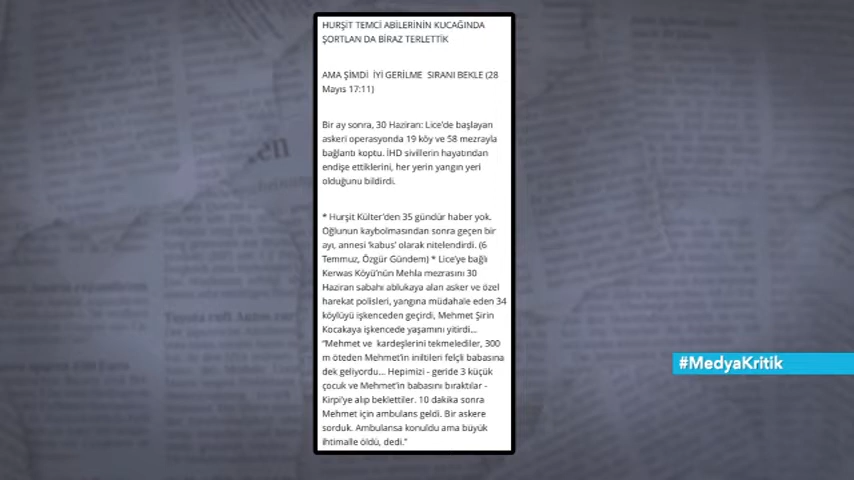 HURŞİT TEMCİ ABİLERİNİN KUCAĞINDA
ŞORTLAN DA BİRAZ TERLETTİK
AMA ŞİMDİ İYİ GERİLME SIRANI BEKLE (28
Mayıs 17:11)
Bir ay sonra, 30 Haziran: Lice'de başlayan
askeri operasyonda 19 köy ve 58 mezrayla
bağlantı koptu. İHD sivillerin hayatından
endişe ettiklerini, her yerin yangın yeri
olduğunu bildirdi.
* Hurşit Külter'den 35 gündür haber yok.
Oğlunun kaybolmasından sonra geçen bir
ayı, annesi 'kabus' olarak nitelendirdi. (6
Temmuz, Özgür Gündem) * Lice'ye bağlı
Kerwas Köyü'nün Mehla mezrasını 30
Haziran sabahı ablukaya alan asker ve özel
harekat polisleri, yangına müdahale eden 34
köylüyü işkenceden geçirdi, Mehmet Şirin
Kocakaya işkencede yaşamını yitirdi...
"Mehmet ve kardeşlerini tekmelediler, 300
m öteden Mehmet'in iniltileri felçli babasına
dek geliyordu... Hepimizi - geride 3 küçük
çocuk ve Mehmet'in babasını bıraktılar -
Kirpi'ye alıp beklettiler. 10 dakika sonra
Mehmet için ambulans geldi. Bir askere
sorduk. Ambulansa konuldu ama büyük
ihtimalle öldü, dedi."
#MedyaKritik